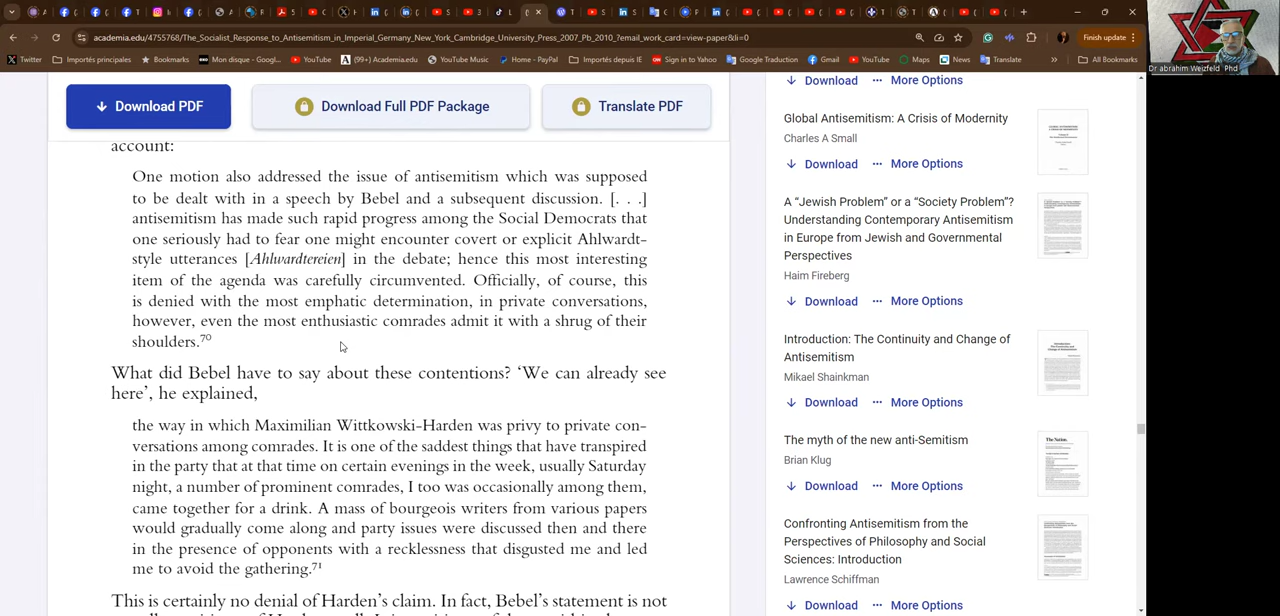 Finish update
academia.edu/4755768/The_Socialist_Response_to_Antisemitism_in_Imperial_Germany_New_York_Cambridge_University_Press_2007_Pb_2010_?email_work_card=view-paper&li=0
Twitter
Importés principales
Bookmarks
Mon disque - Googl...
YouTube
(99+) Academia.edu
YouTube Music
Home - PayPal
Importés depuis IE
Sign in to Yahoo
Google Traduction
Gmail
YouTube
Maps
News
Translate
All Bookmarks
Dr abrahim Weizfeld Phd
Download PDF
Download Full PDF Package
Translate PDF
account:
One motion also addressed the issue of antisemitism which was supposed
to be dealt with in a speech by Bebel and a subsequent discussion. [. . .]
antisemitism has made such rapid progress among the Social Democrats that
one seriously had to fear one might encounter covert or explicit Ahlwardt-
style utterances [Ahlwardtereien] in the debate; hence this most interesting
item of the agenda was carefully circumvented. Officially, of course, this
is denied with the most emphatic determination, in private conversations,
however, even the most enthusiastic comrades admit it with a shrug of their
shoulders.70
What did Bebel have to say about these contentions? ‘We can already see
here’, he explained,
the way in which Maximilian Wittkowski-Harden was privy to private con-
versations among comrades. It is one of the saddest things that have transpired
in the party that at that time on certain evenings in the week, usually Saturday
night, a number of prominent comrades, I too was occasionally among them,
came together for a drink. A mass of bourgeois writers from various papers
would gradually come along and party issues were discussed then and there
in the presence of opponents with a recklessness that disgusted me and led
me to avoid the gathering.71
This is certainly no denial of Harden’s claim. In fact, Bebel’s statement is not
Download
More Options
Global Antisemitism: A Crisis of Modernity
Charles A Small
Download
More Options
A “Jewish Problem” or a “Society Problem”?
Understanding Contemporary Antisemitism
in Europe from Jewish and Governmental
Perspectives
Haim Fireberg
Download
More Options
Introduction: The Continuity and Change of
Antisemitism
Mikael Shainkman
Download
More Options
The myth of the new anti-Semitism
Brian Klug
Download
More Options
The Nation.
Confronting Antisemitism from the
Perspectives of Philosophy and Social
Sciences: Introduction
Lawrence Schiffman
Download
More Options